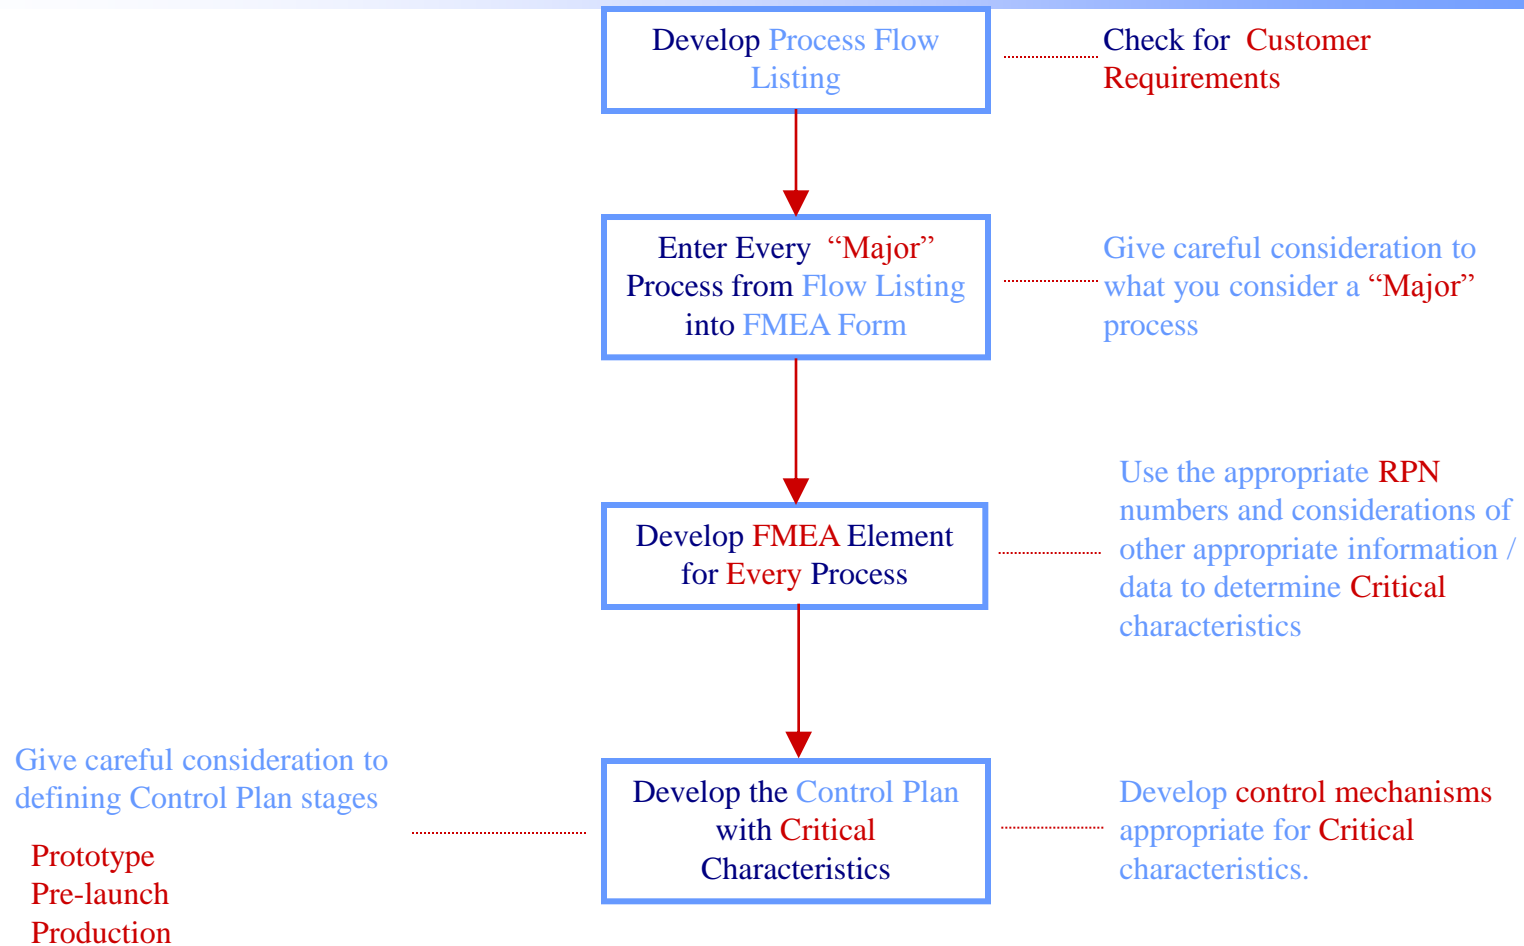 Develop Process Flow
Listing
Check for Customer
Requirements
Enter Every “Major”
Process from Flow Listing
into FMEA Form
Give careful consideration to
what you consider a “Major”
process
Develop FMEA Element
for Every Process
Use the appropriate RPN
numbers and considerations of
other appropriate information /
data to determine Critical
characteristics
Give careful consideration to
defining Control Plan stages
Prototype
Pre-launch
Production
Develop the Control Plan
with Critical
Characteristics
Develop control mechanisms
appropriate for Critical
characteristics.